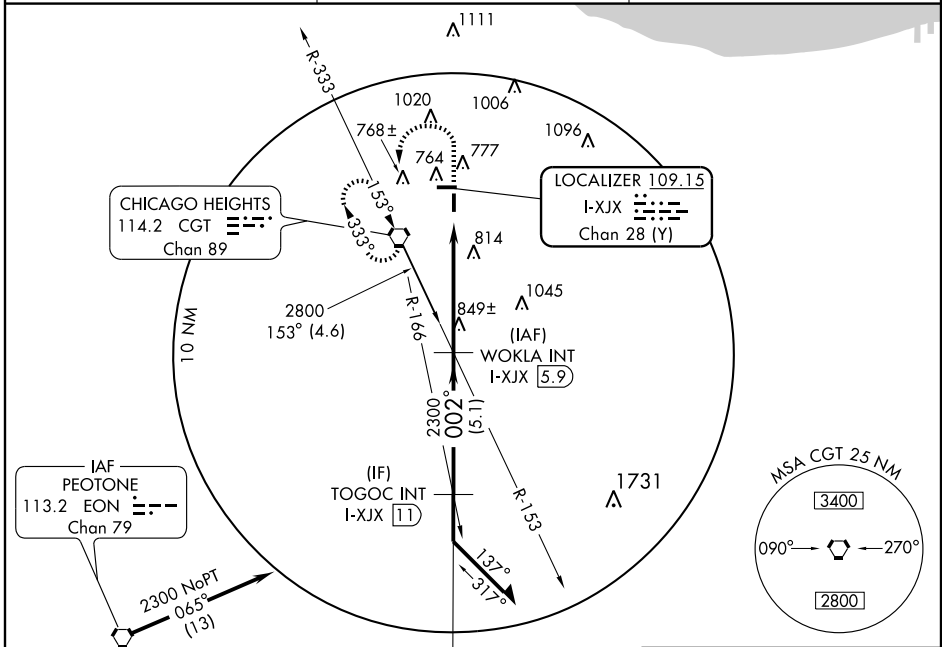 1111
R-333
1020
1006
768±
1096
764
777
153°
333°
CHICAGO HEIGHTS
114.2 CGT
Chan 89
LOCALIZER 109.15
I-XJX
Chan 28 (Y)
814
2800
153° (4.6)
R-166
849±
1045
(IAF)
WOKLA INT
I-XJX 5.9
10 NM
2300
002°
(5.1)
(IF)
TOGOC INT
I-XJX 11
R-153
1731
IAF
PEOTONE
113.2 EON
Chan 79
2300 NoPT
065°
(13)
137°
317°
MSA CGT 25 NM
3400
090°
270°
2800